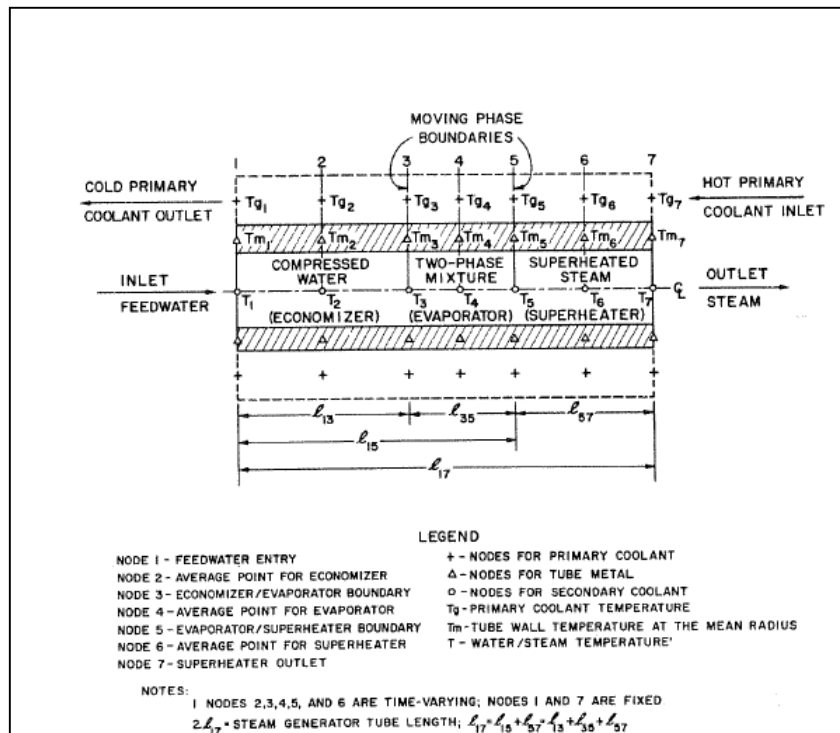 MOVING PHASE
BOUNDARIES
1 2 3 4 5 6 7
COLD PRIMARY
COOLANT OUTLET
HOT PRIMARY
COOLANT INLET
Tg1 Tg2 Tg3 Tg4 Tg5 Tg6 Tg7
Tm1 Tm2 Tm3 Tm4 Tm5 Tm6 Tm7
INLET
FEEDWATER
COMPRESSED
WATER
TWO-PHASE
MIXTURE
SUPERHEATED
STEAM
OUTLET
STEAM
T1 T2 T3 T4 T5 T6 T7 ℄
(ECONOMIZER) (EVAPORATOR) (SUPERHEATER)
ℓ13 ℓ35 ℓ57
ℓ15
ℓ17
LEGEND
NODE 1 - FEEDWATER ENTRY
NODE 2 - AVERAGE POINT FOR ECONOMIZER
NODE 3 - ECONOMIZER/EVAPORATOR BOUNDARY
NODE 4 - AVERAGE POINT FOR EVAPORATOR
NODE 5 - EVAPORATOR/SUPERHEATER BOUNDARY
NODE 6 - AVERAGE POINT FOR SUPERHEATER
NODE 7 - SUPERHEATER OUTLET
+ - NODES FOR PRIMARY COOLANT
Δ - NODES FOR TUBE METAL
o - NODES FOR SECONDARY COOLANT
Tg - PRIMARY COOLANT TEMPERATURE
Tm - TUBE WALL TEMPERATURE AT THE MEAN RADIUS
T - WATER/STEAM TEMPERATURE'
NOTES:
1 NODES 2,3,4,5, AND 6 ARE TIME-VARYING; NODES 1 AND 7 ARE FIXED
2 ℓ17 = STEAM GENERATOR TUBE LENGTH; ℓ17=ℓ15+ℓ57=ℓ13+ℓ35+ℓ57